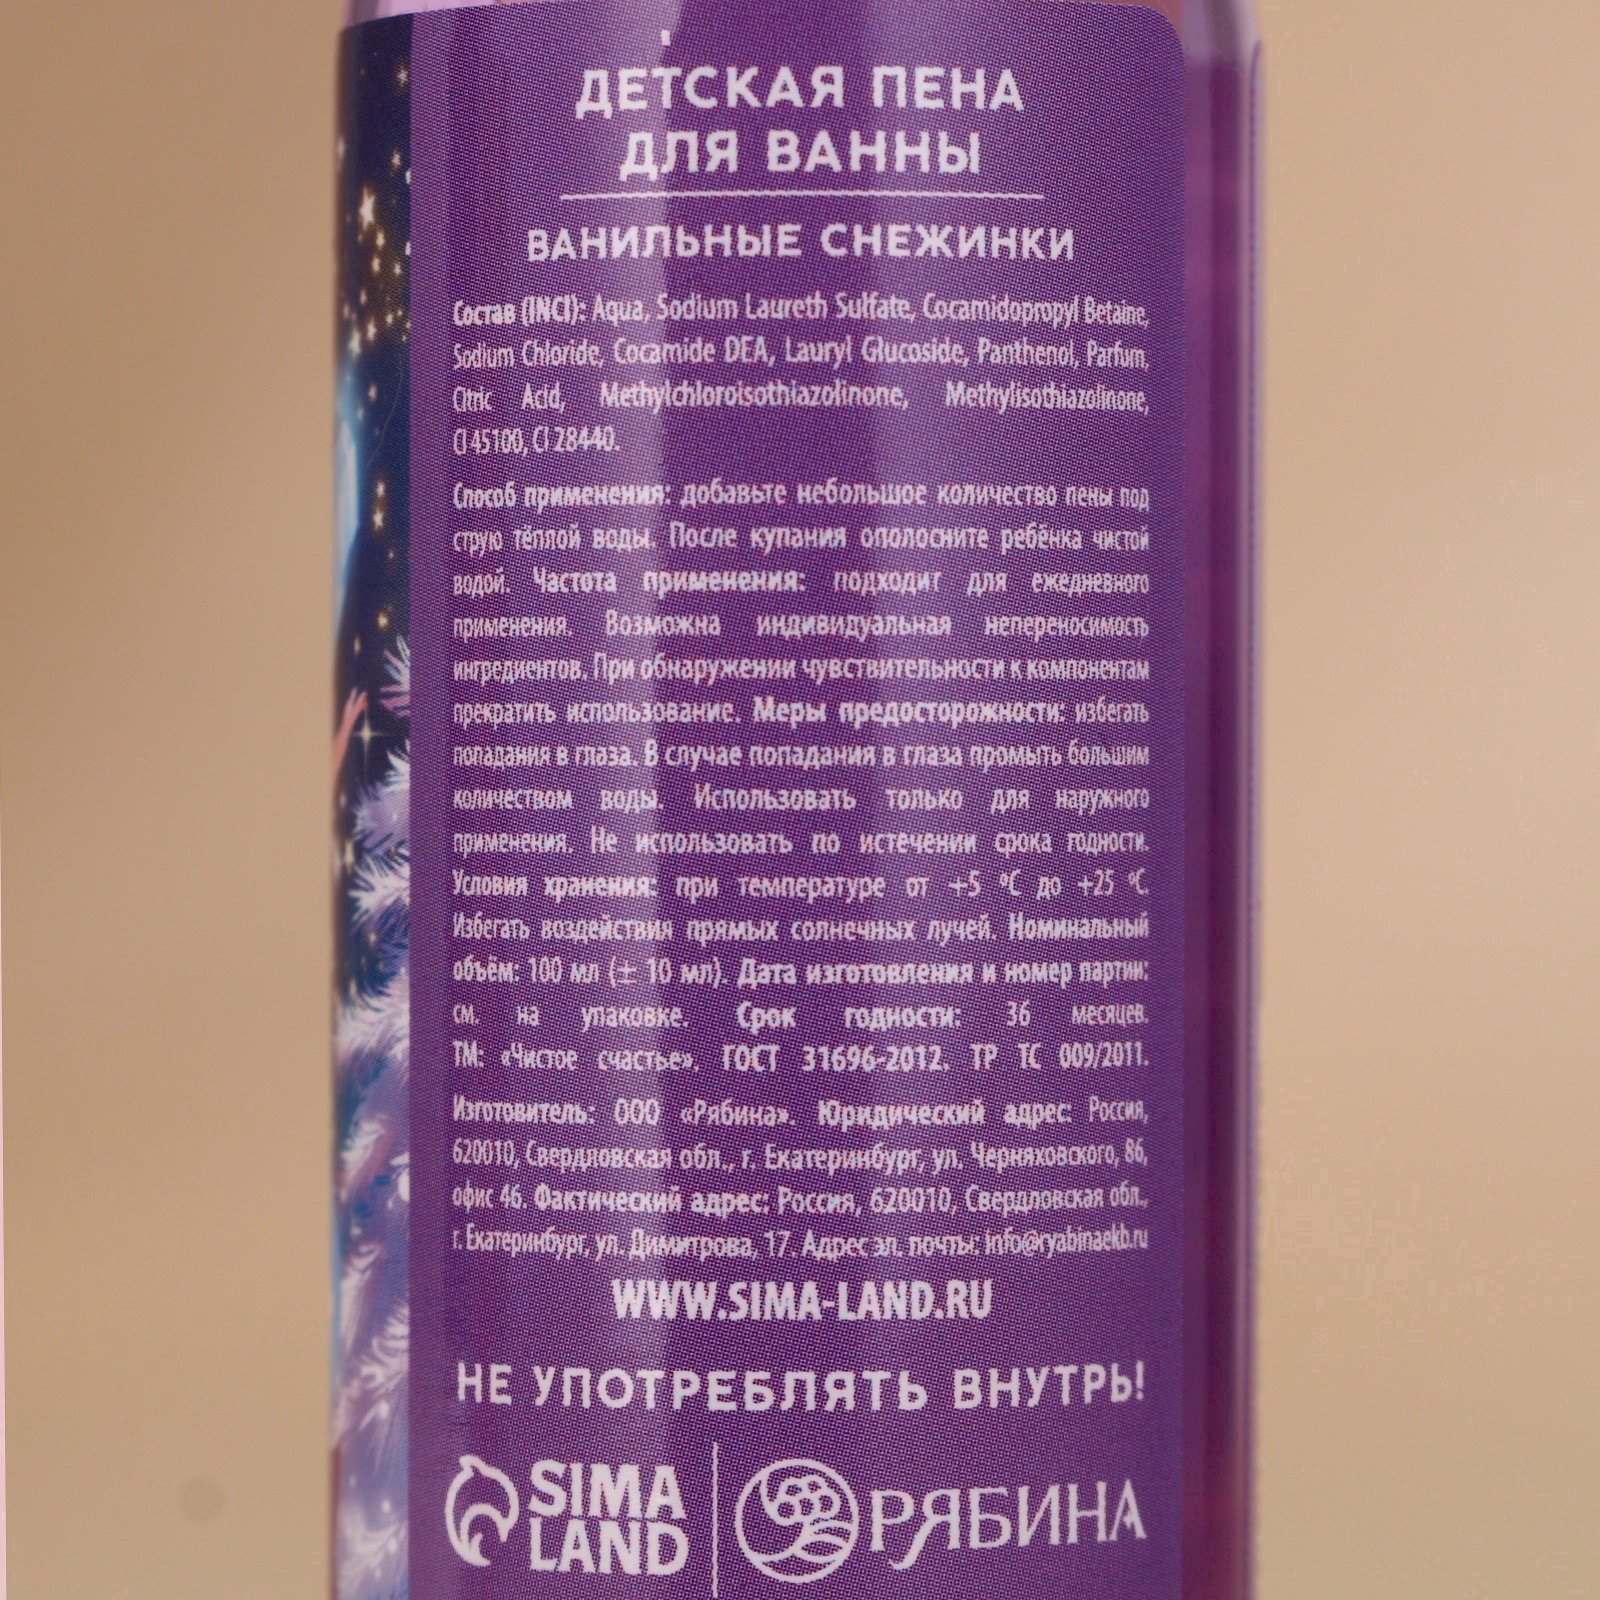 ДЕТСКАЯ ПЕНА
ДЛЯ ВАННЫ
ВАНИЛЬНЫЕ СНЕЖИНКИ
Состав (INCI): Aqua, Sodium Laureth Sulfate, Cocamidopropyl Betaine,
Sodium Chloride, Cocamide DEA, Lauryl Glucoside, Panthenol, Parfum,
Citric Acid, Methylchloroisothiazolinone, Methylisothiazolinone,
CI 45100, CI 28440.
Способ применения: добавьте небольшое количество пены под
струю тёплой воды. После купания ополосните ребёнка чистой
водой. Частота применения: подходит для ежедневного
применения. Возможна индивидуальная непереносимость
ингредиентов. При обнаружении чувствительности к компонентам
прекратить использование. Меры предосторожности: избегать
попадания в глаза. В случае попадания в глаза промыть большим
количеством воды. Использовать только для наружного
применения. Не использовать по истечении срока годности.
Условия хранения: при температуре от +5 °C до +25 °C.
Избегать воздействия прямых солнечных лучей. Номинальный
объём: 100 мл (± 10 мл). Дата изготовления и номер партии:
см. на упаковке. Срок годности: 36 месяцев.
ТМ: «Чистое счастье». ГОСТ 31696-2012. ТР ТС 009/2011.
Изготовитель: ООО «Рябина». Юридический адрес: Россия,
620010, Свердловская обл., г. Екатеринбург, ул. Черняховского, 86,
офис 46. Фактический адрес: Россия, 620010, Свердловская обл.,
г. Екатеринбург, ул. Димитрова, 17. Адрес эл. почты: info@ryabinaekb.ru
WWW.SIMA-LAND.RU
НЕ УПОТРЕБЛЯТЬ ВНУТРЬ!
SIMA
LAND
РЯБИНА